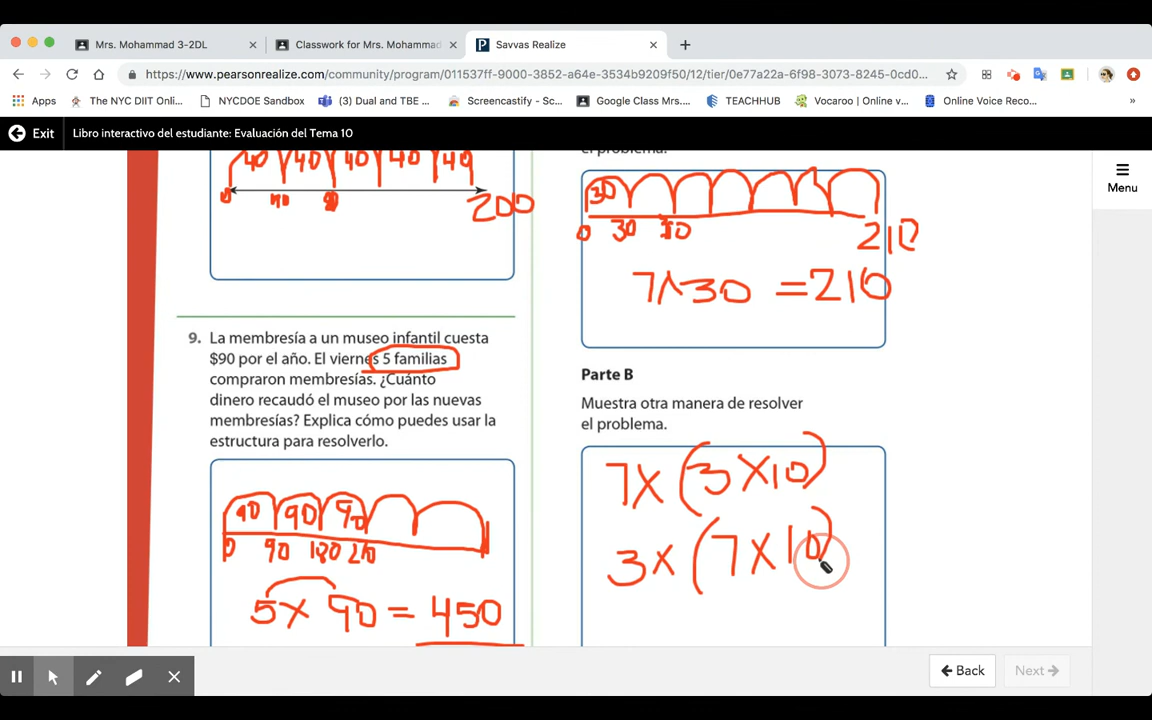 Mrs. Mohammad 3-2DL
Classwork for Mrs. Mohammad
Savvas Realize
https://www.pearsonrealize.com/community/program/011537ff-9000-3852-a64e-3534b9209f50/12/tier/0e77a22a-6f98-3073-8245-0cd0...
Apps
The NYC DIIT Onli...
NYCDOE Sandbox
(3) Dual and TBE ...
Screencastify - Sc...
Google Class Mrs....
TEACHHUB
Vocaroo | Online v...
Online Voice Reco...
Exit
Libro interactivo del estudiante: Evaluación del Tema 10
Menu
40 40 40 40 40
0 40
200
9. La membresía a un museo infantil cuesta
$90 por el año. El viernes 5 familias
compraron membresías. ¿Cuánto
dinero recaudó el museo por las nuevas
membresías? Explica cómo puedes usar la
estructura para resolverlo.
90 90 90
0 90 180
5 x 90 = 450
el problema.
30
0 30
210
7 x 30 = 210
Parte B
Muestra otra manera de resolver
el problema.
7 x (3 x 10)
3 x (7 x 10)
Back
Next